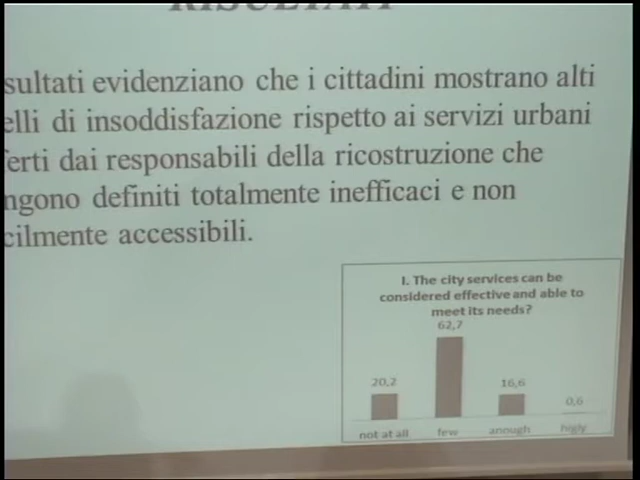 RISULTATI
sultati evidenziano che i cittadini mostrano alti
elli di insoddisfazione rispetto ai servizi urbani
ferti dai responsabili della ricostruzione che
ngono definiti totalmente inefficaci e non
cilmente accessibili.
I. The city services can be
considered effective and able to
meet its needs?
62,7
20,2
16,6
0,6
not at all few annugh higly